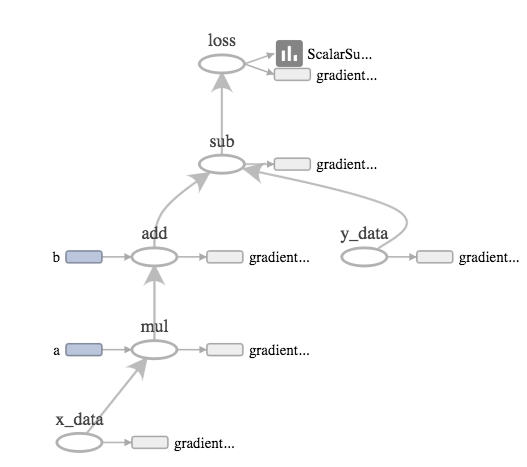 loss
ScalarSu...
gradient...
sub
gradient...
add
y_data
b
gradient...
gradient...
mul
a
gradient...
x_data
gradient...